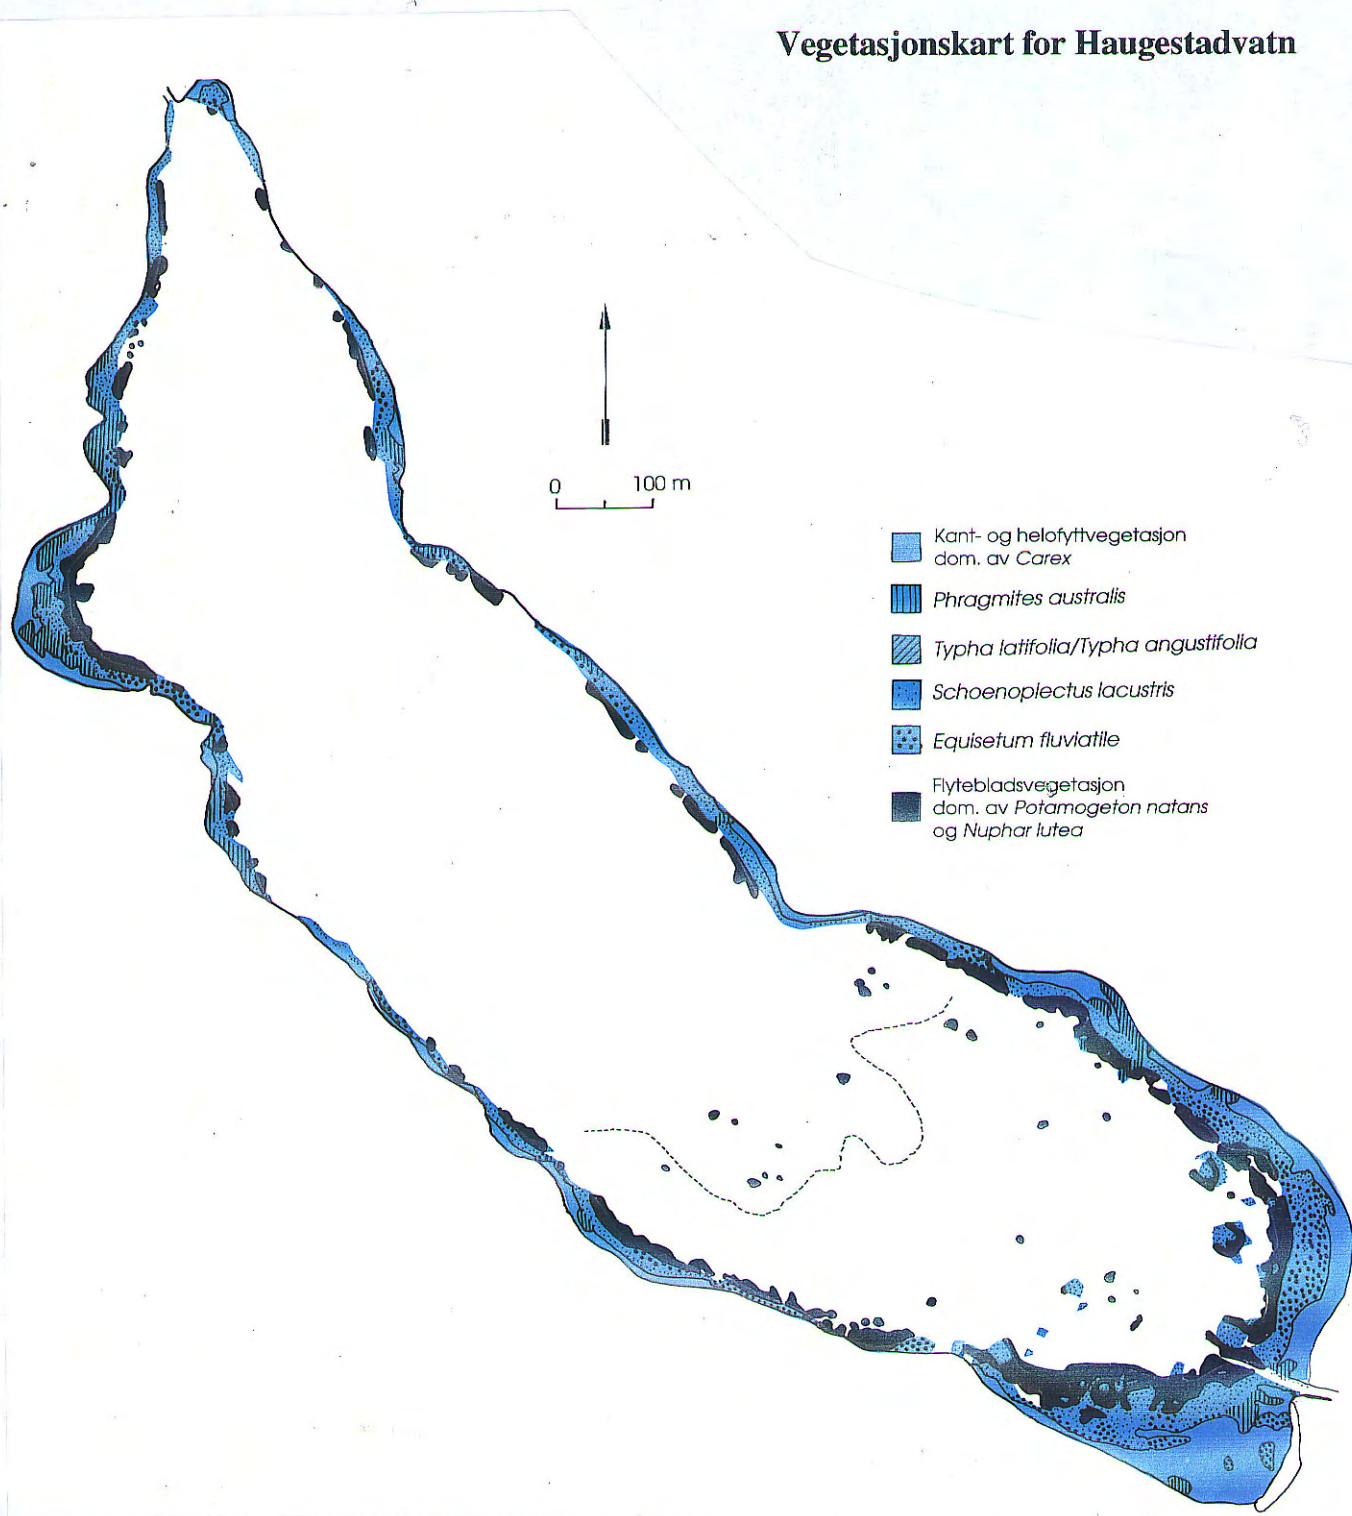 Vegetasjonskart for Haugestadvatn
0 100 m
Kant- og helofyttvegetasjon
dom. av Carex
Phragmites australis
Typha latifolia/Typha angustifolia
Schoenoplectus lacustris
Equisetum fluviatile
Flytebladsvegetasjon
dom. av Potamogeton natans
og Nuphar lutea